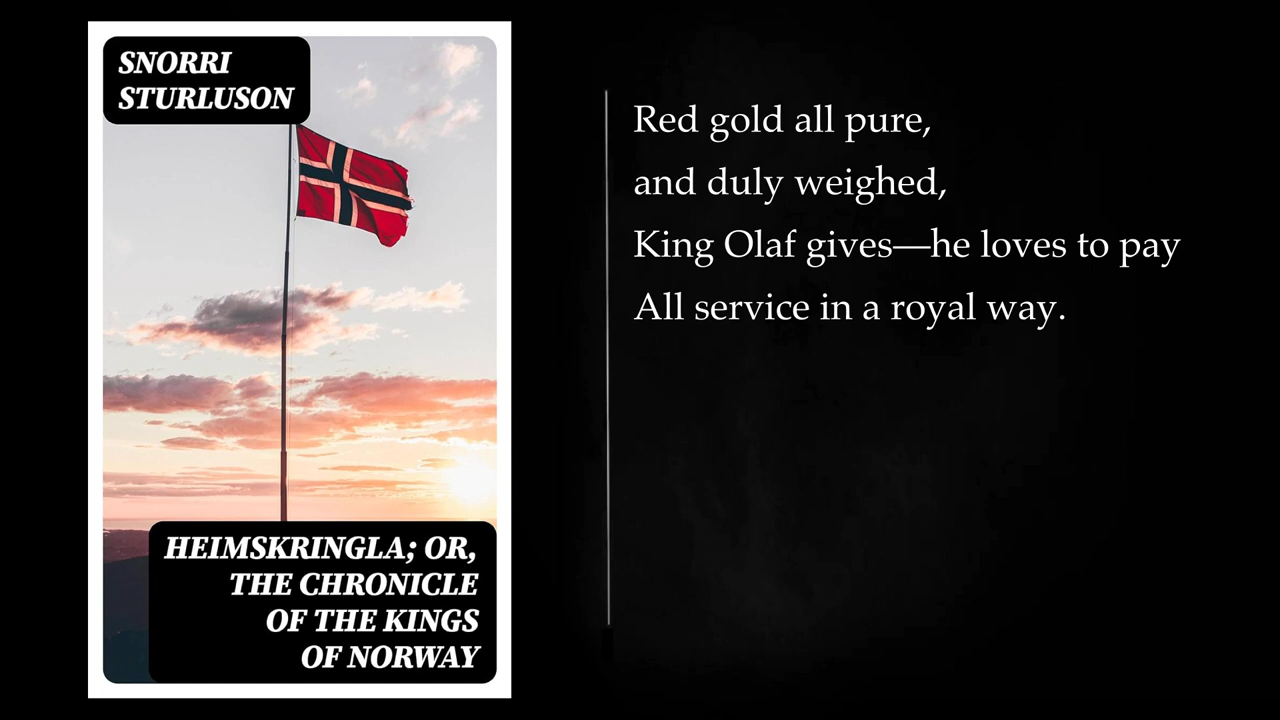 SNORRI
STURLUSON
HEIMSKRINGLA; OR,
THE CHRONICLE
OF THE KINGS
OF NORWAY
Red gold all pure,
and duly weighed,
King Olaf gives—he loves to pay
All service in a royal way.